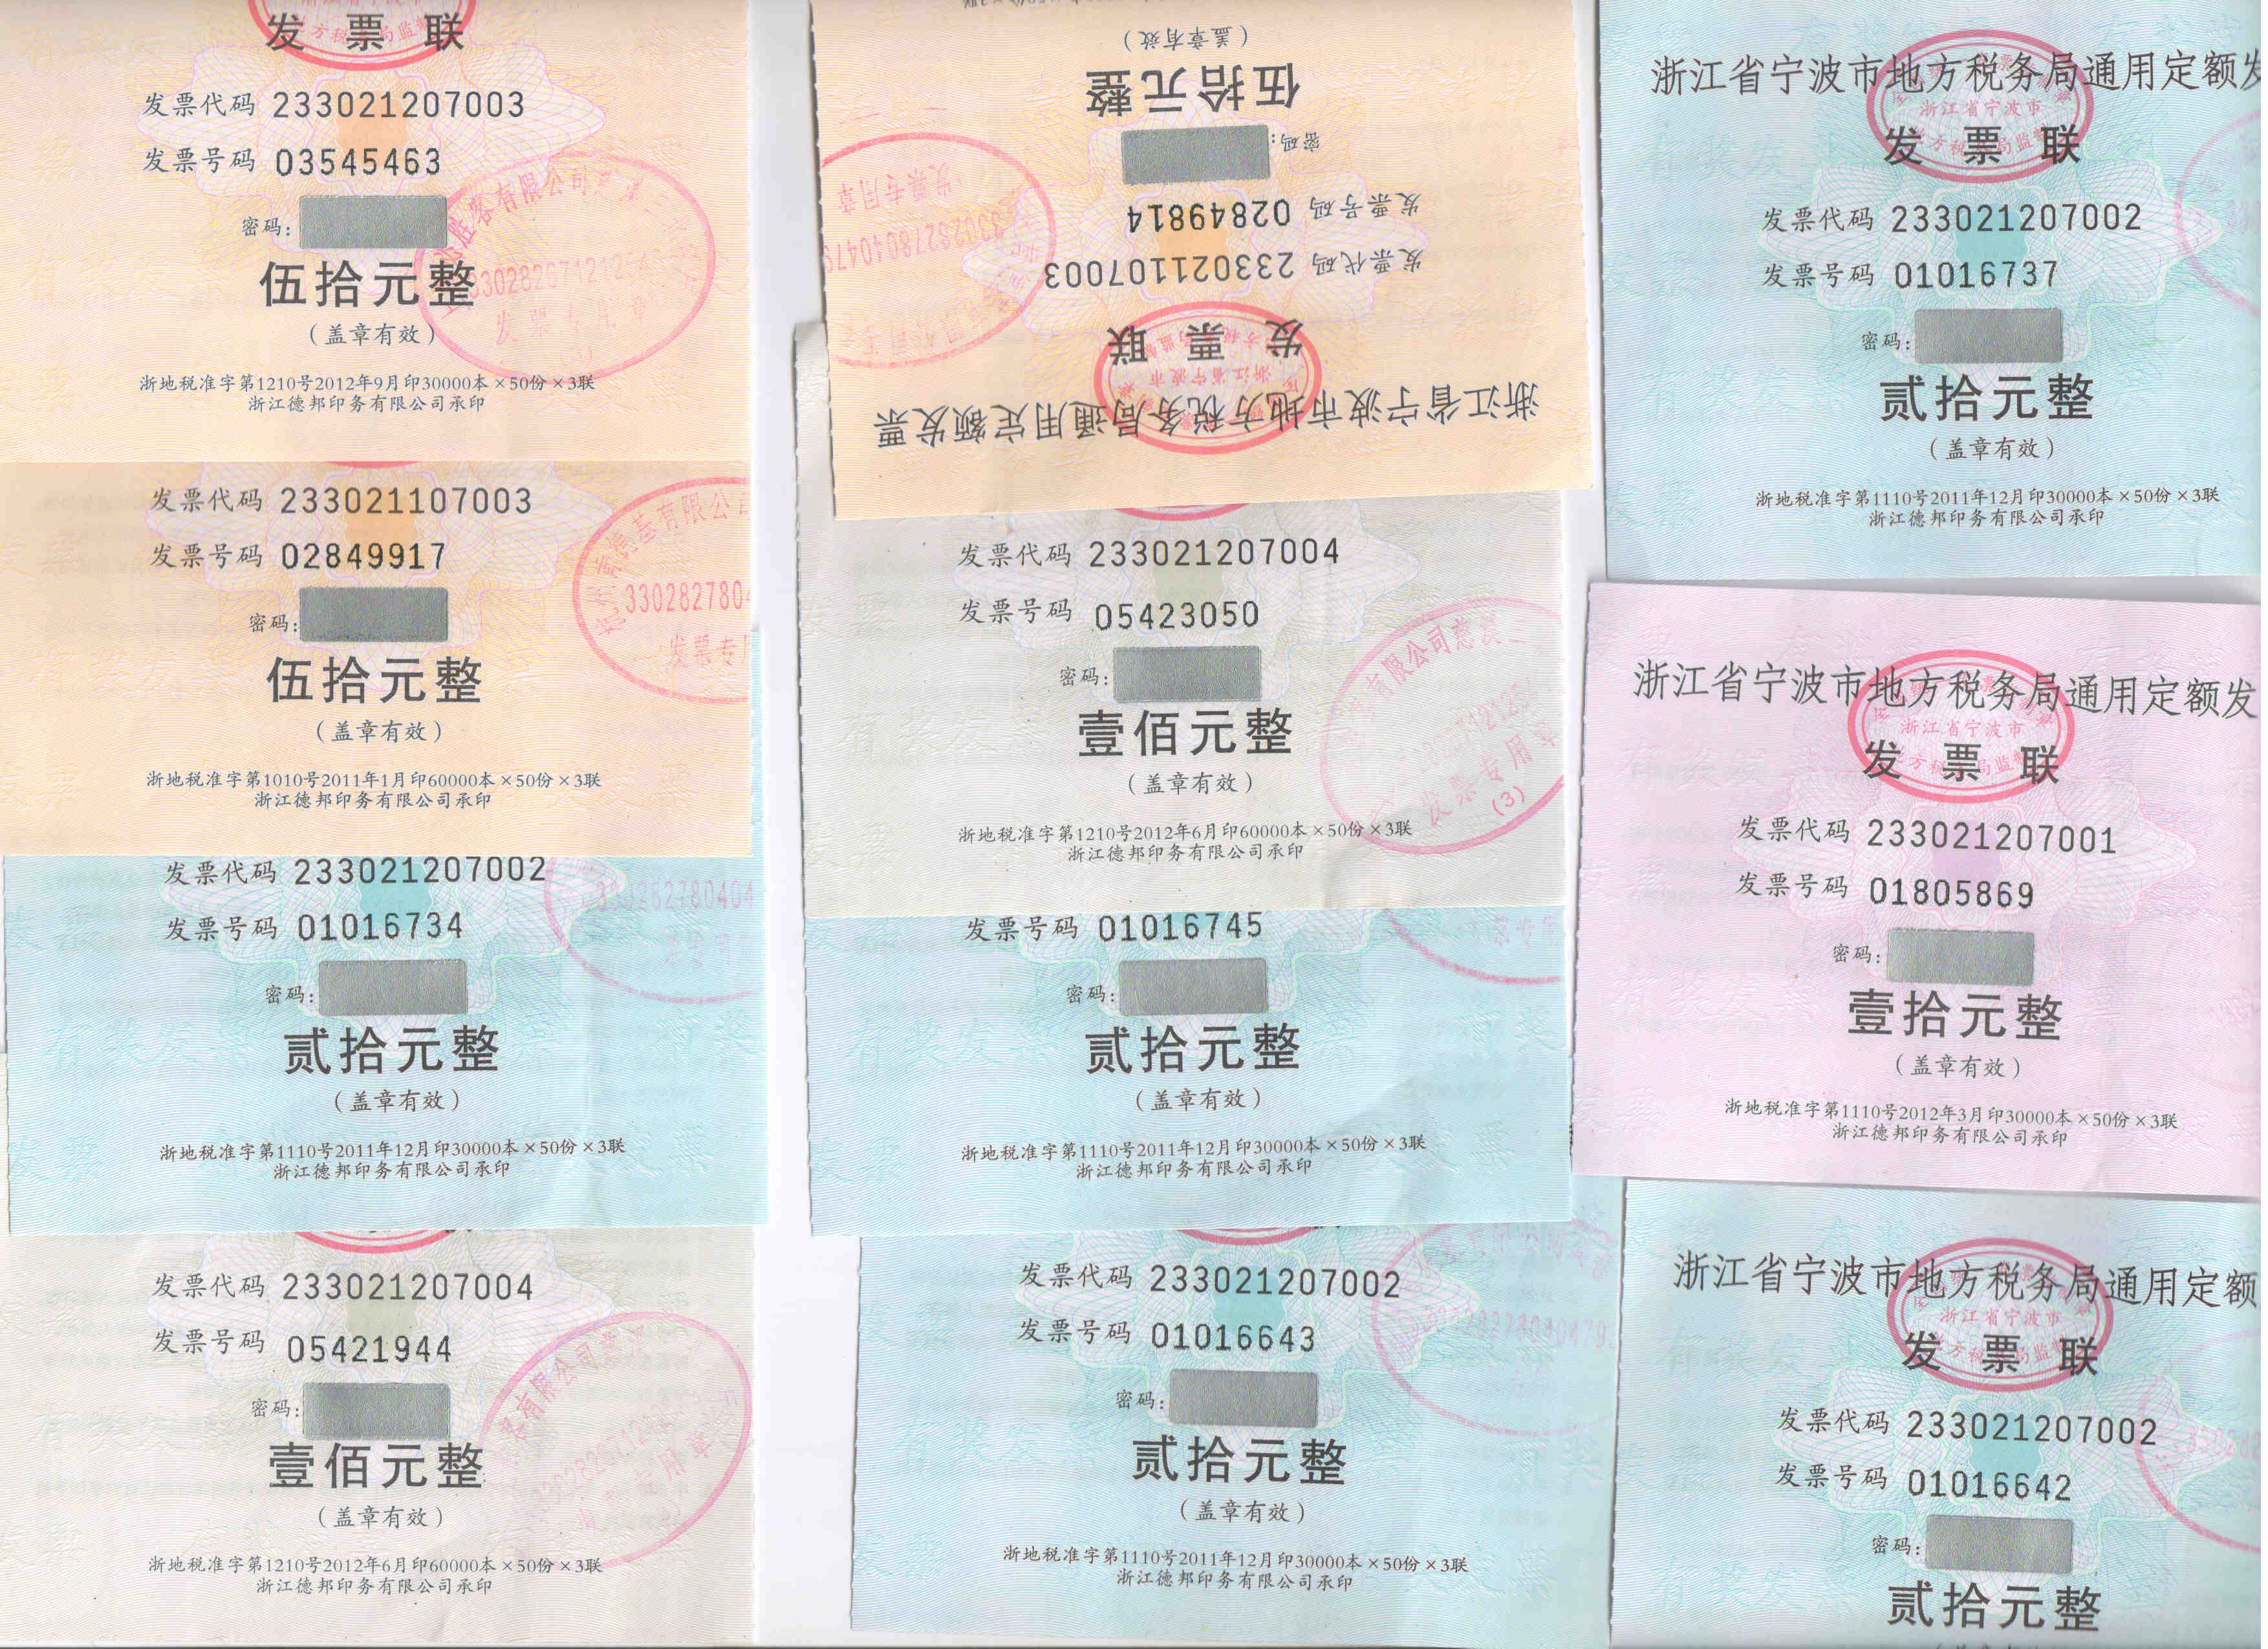 发 票 联
发票代码 233021207003
发票号码 03545463
密码:
伍拾元整
(盖章有效)
浙地税准字第1210号2012年9月印30000本×50份×3联
浙江德邦印务有限公司承印
发票代码 233021107003
发票号码 02849917
密码:
伍拾元整
(盖章有效)
浙地税准字第1010号2011年1月印60000本×50份×3联
浙江德邦印务有限公司承印
3302827804
发票专用
发票代码 233021207002
发票号码 01016734
密码:
贰拾元整
(盖章有效)
浙地税准字第1110号2011年12月印30000本×50份×3联
浙江德邦印务有限公司承印
发票代码 233021207004
发票号码 05421944
密码:
壹佰元整
(盖章有效)
浙地税准字第1210号2012年6月印60000本×50份×3联
浙江德邦印务有限公司承印
浙江省宁波市地方税务局通用定额发票
发 票 联
发票代码 233021107003
发票号码 02849814
密码:
伍拾元整
(盖章有效)
发票专用章
发票代码 233021207004
发票号码 05423050
密码:
壹佰元整
(盖章有效)
浙地税准字第1210号2012年6月印60000本×50份×3联
浙江德邦印务有限公司承印
发票专用章
(3)
发票号码 01016745
密码:
贰拾元整
(盖章有效)
浙地税准字第1110号2011年12月印30000本×50份×3联
浙江德邦印务有限公司承印
发票代码 233021207002
发票号码 01016643
密码:
贰拾元整
(盖章有效)
浙地税准字第1110号2011年12月印30000本×50份×3联
浙江德邦印务有限公司承印
浙江省宁波市地方税务局通用定额发
浙江省宁波市
发 票 联
发票代码 233021207002
发票号码 01016737
密码:
贰拾元整
(盖章有效)
浙地税准字第1110号2011年12月印30000本×50份×3联
浙江德邦印务有限公司承印
浙江省宁波市地方税务局通用定额发
浙江省宁波市
发 票 联
发票代码 233021207001
发票号码 01805869
密码:
壹拾元整
(盖章有效)
浙地税准字第1110号2012年3月印30000本×50份×3联
浙江德邦印务有限公司承印
浙江省宁波市地方税务局通用定额
浙江省宁波市
发 票 联
发票代码 233021207002
发票号码 01016642
密码:
贰拾元整